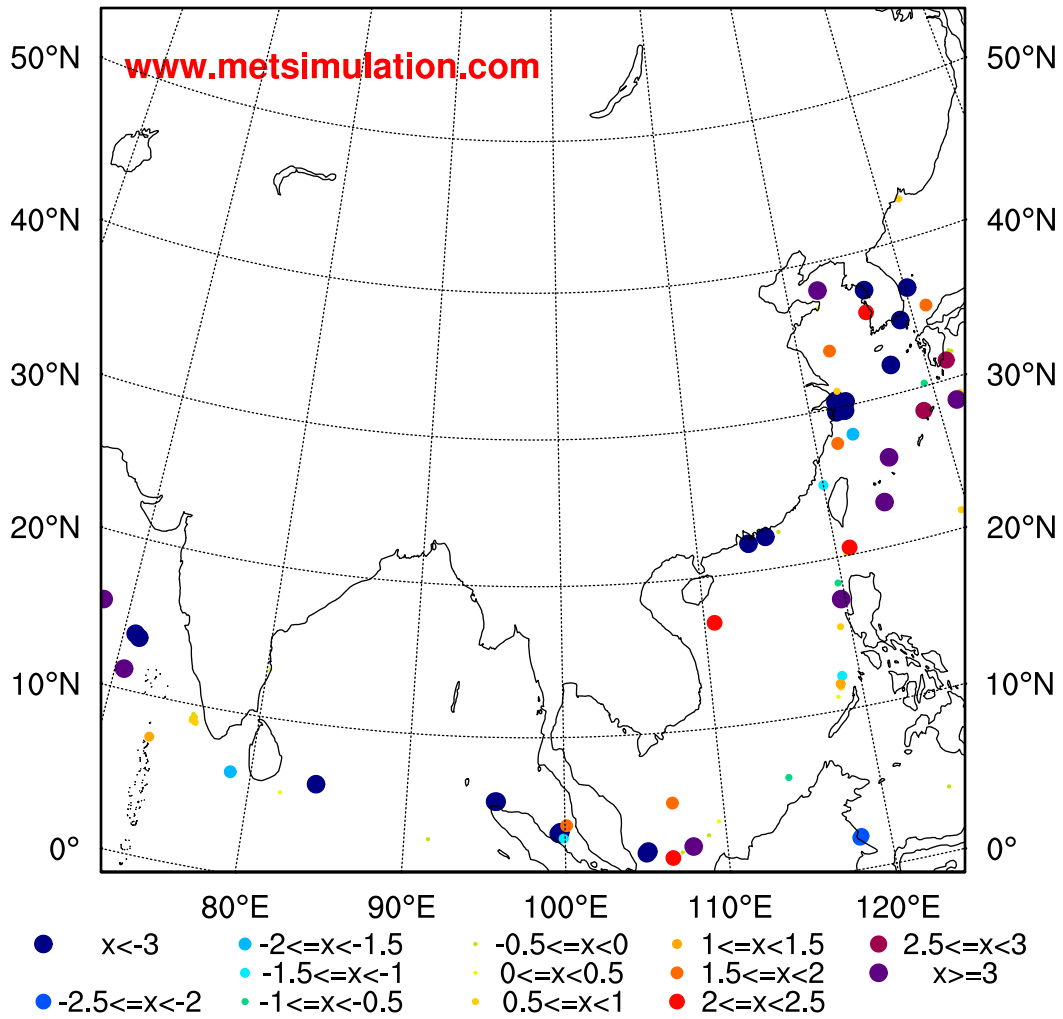 www.metsimulation.com
50°N 50°N
40°N 40°N
30°N 30°N
20°N 20°N
10°N 10°N
0° 0°
80°E 90°E 100°E 110°E 120°E
x<-3 -2<=x<-1.5 -0.5<=x<0 1<=x<1.5 2.5<=x<3
-1.5<=x<-1 0<=x<0.5 1.5<=x<2 x>=3
-2.5<=x<-2 -1<=x<-0.5 0.5<=x<1 2<=x<2.5